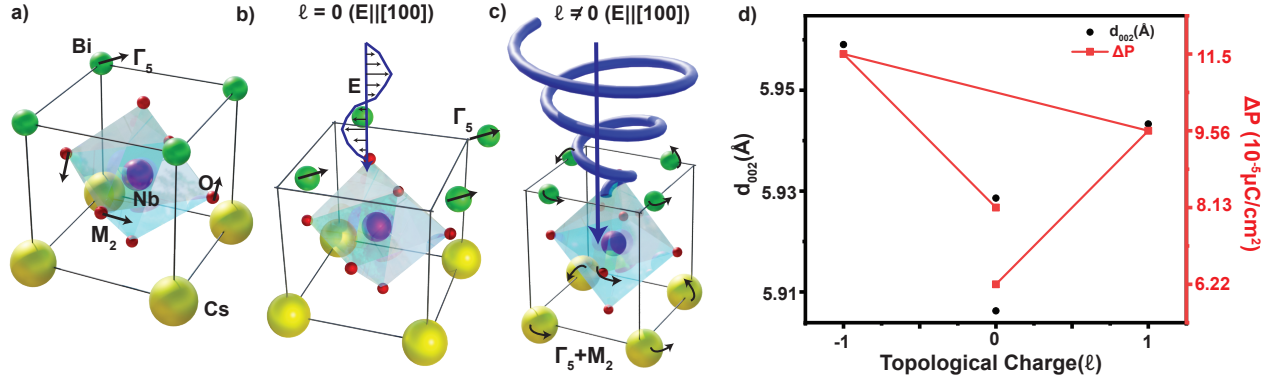 a)
Bi
Γ5
Nb
O
M2
Cs
b)
ℓ = 0 (E||[100])
E
Γ5
c)
ℓ ≠ 0 (E||[100])
Γ5+M2
d)
d002(Å)
ΔP
5.95
5.93
5.91
d002(Å)
11.5
9.56
8.13
6.22
ΔP (10-5μC/cm2)
-1
0
1
Topological Charge(ℓ)